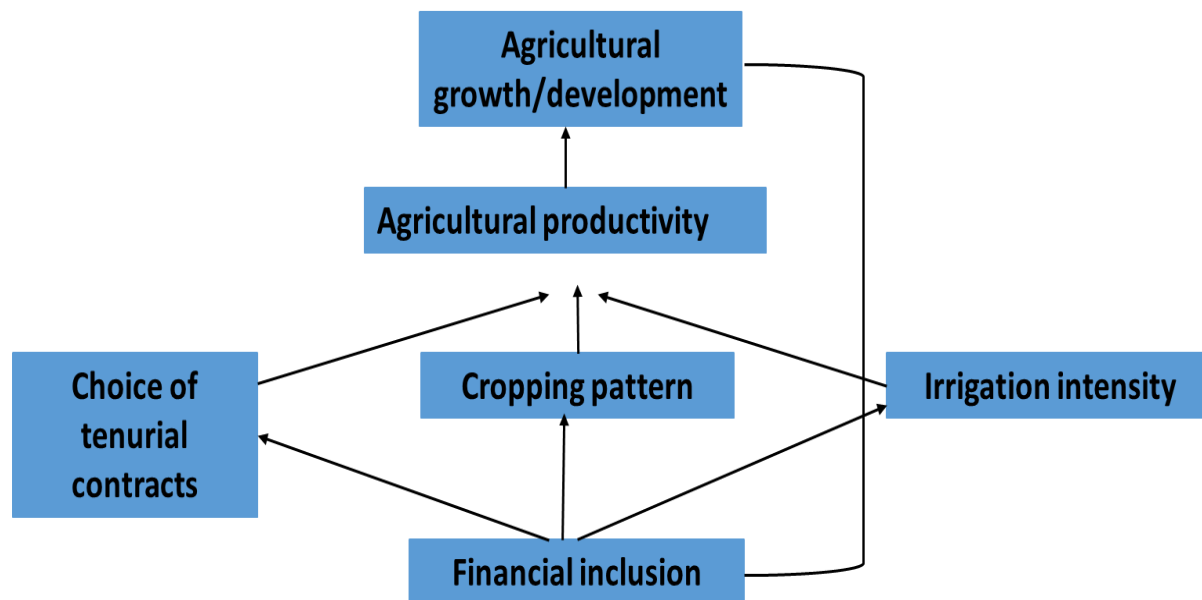 Agricultural
growth/development
Agricultural productivity
Choice of
tenurial
contracts
Cropping pattern
Irrigation intensity
Financial inclusion